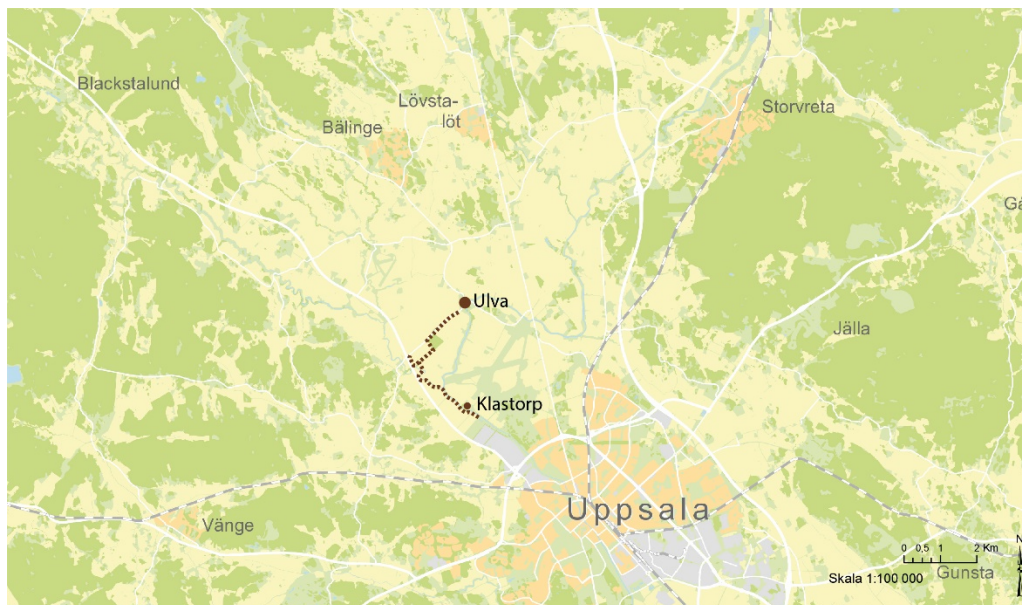 Blackstalund
Lövsta-
löt
Bälinge
Storvreta
Ulva
Jälla
Klastorp
Uppsala
Vänge
N
0 0,5 1 2 Km
Skala 1:100 000
Gunsta